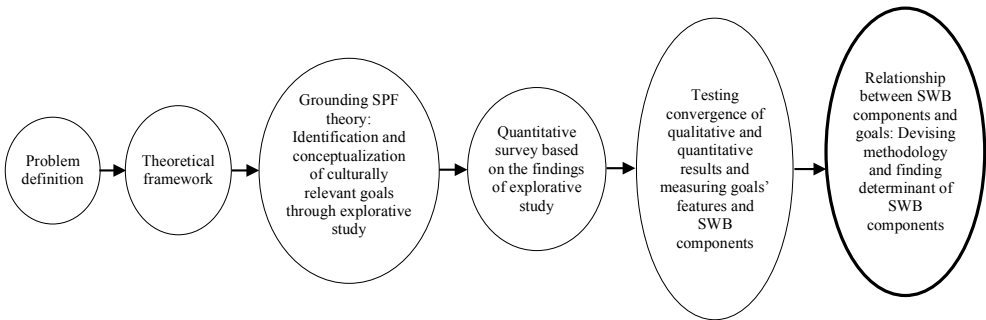 Problem
definition
Theoretical
framework
Grounding SPF
theory:
Identification and
conceptualization
of culturally
relevant goals
through explorative
study
Quantitative
survey based
on the findings
of explorative
study
Testing
convergence of
qualitative and
quantitative
results and
measuring goals’
features and
SWB
components
Relationship
between SWB
components and
goals: Devising
methodology
and finding
determinant of
SWB
components